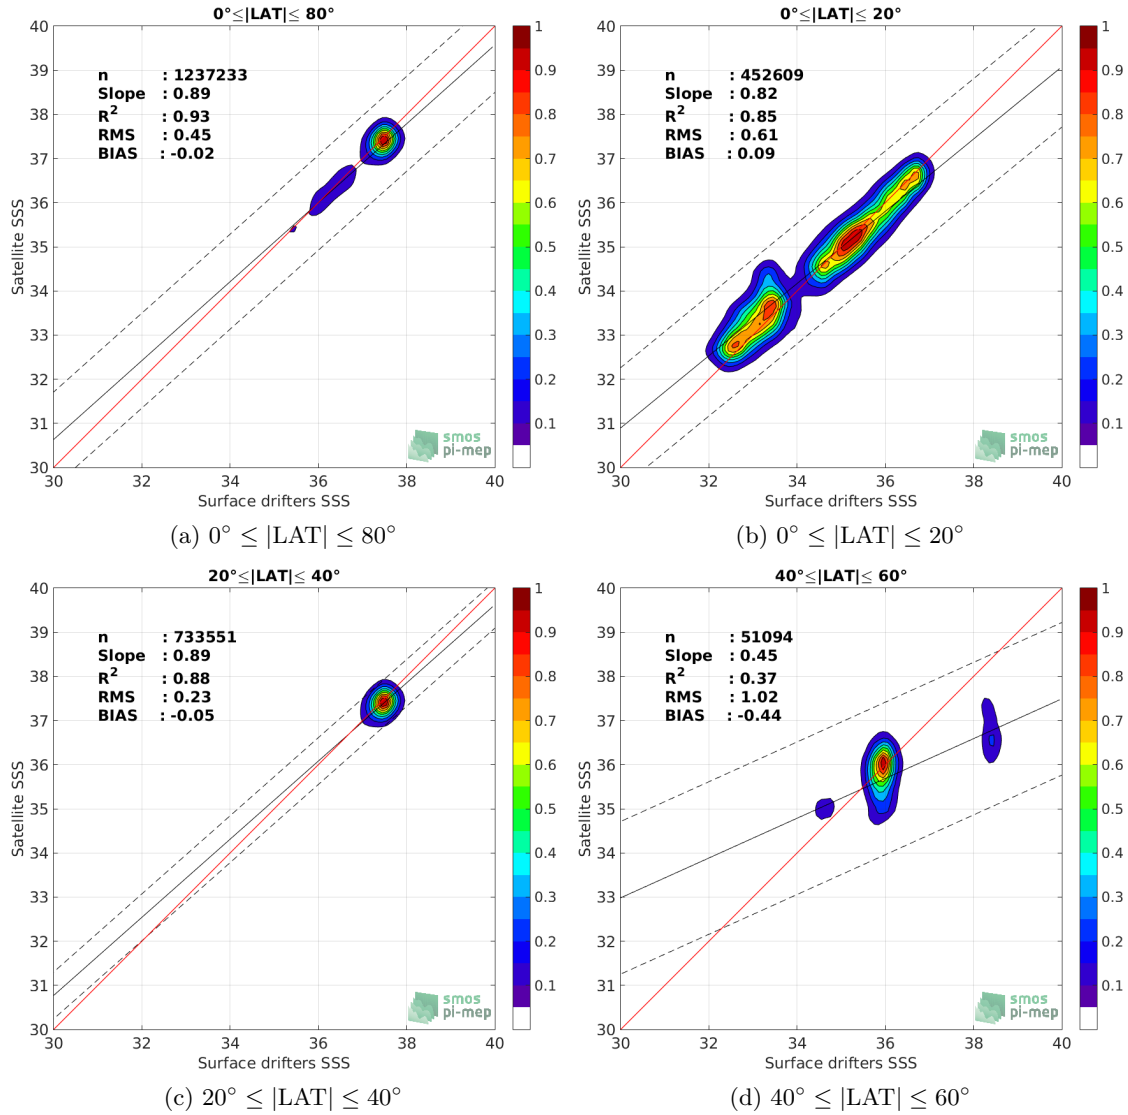 0°≤|LAT|≤ 80°
n : 1237233
Slope : 0.89
R² : 0.93
RMS : 0.45
BIAS : -0.02
Satellite SSS
40
39
38
37
36
35
34
33
32
31
30
30
32
34
36
38
40
Surface drifters SSS
1
0.9
0.8
0.7
0.6
0.5
0.4
0.3
0.2
0.1
smos
pi-mep
(a) 0° ≤ |LAT| ≤ 80°
0°≤|LAT|≤ 20°
n : 452609
Slope : 0.82
R² : 0.85
RMS : 0.61
BIAS : 0.09
Satellite SSS
40
39
38
37
36
35
34
33
32
31
30
30
32
34
36
38
40
Surface drifters SSS
1
0.9
0.8
0.7
0.6
0.5
0.4
0.3
0.2
0.1
smos
pi-mep
(b) 0° ≤ |LAT| ≤ 20°
20°≤|LAT|≤ 40°
n : 733551
Slope : 0.89
R² : 0.88
RMS : 0.23
BIAS : -0.05
Satellite SSS
40
39
38
37
36
35
34
33
32
31
30
30
32
34
36
38
40
Surface drifters SSS
1
0.9
0.8
0.7
0.6
0.5
0.4
0.3
0.2
0.1
smos
pi-mep
(c) 20° ≤ |LAT| ≤ 40°
40°≤|LAT|≤ 60°
n : 51094
Slope : 0.45
R² : 0.37
RMS : 1.02
BIAS : -0.44
Satellite SSS
40
39
38
37
36
35
34
33
32
31
30
30
32
34
36
38
40
Surface drifters SSS
1
0.9
0.8
0.7
0.6
0.5
0.4
0.3
0.2
0.1
smos
pi-mep
(d) 40° ≤ |LAT| ≤ 60°